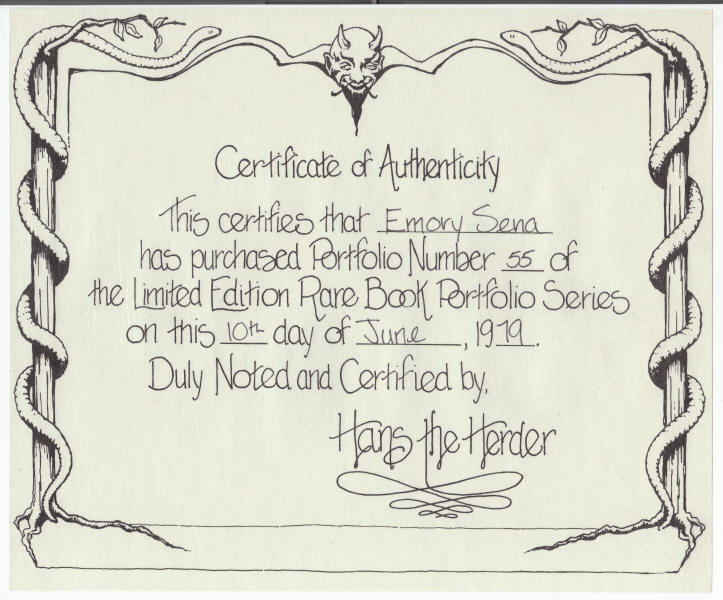 Certificate of Authenticity
This certifies that Emory Sena
has purchased Portfolio Number 55 of
the Limited Edition Rare Book Portfolio Series
on this 10th day of June, 1979.
Duly Noted and Certified by,
Hans the Herder